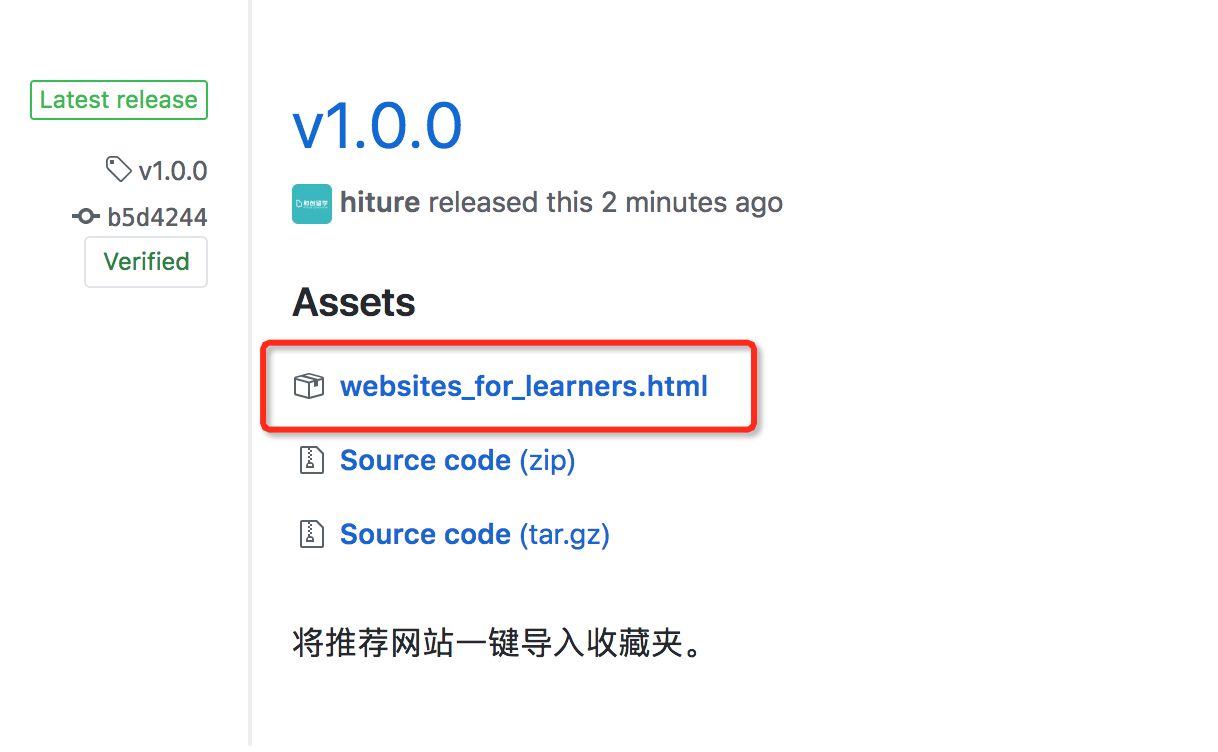 Latest release
v1.0.0
b5d4244
Verified
v1.0.0
hiture released this 2 minutes ago
Assets
websites_for_learners.html
Source code (zip)
Source code (tar.gz)
将推荐网站一键导入收藏夹。